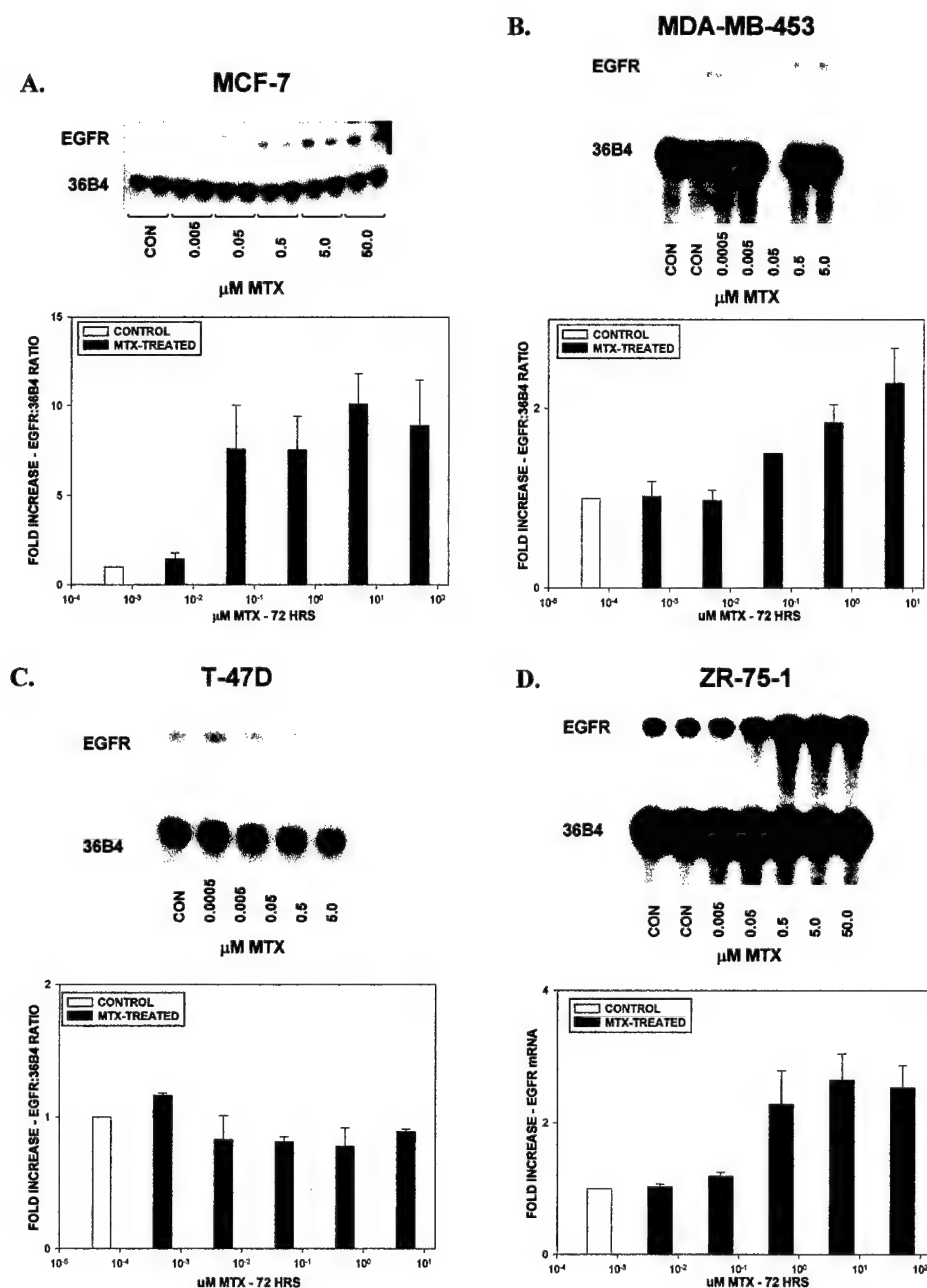 A.
MCF-7
EGFR
36B4
CON
0.005
0.05
0.5
5.0
50.0
μM MTX
15
10
5
0
FOLD INCREASE - EGFR:36B4 RATIO
CONTROL
MTX-TREATED
10⁻⁴ 10⁻³ 10⁻² 10⁻¹ 10⁰ 10¹ 10²
μM MTX - 72 HRS
B.
MDA-MB-453
EGFR
36B4
CON
CON
0.0005
0.005
0.05
0.5
5.0
μM MTX
2
0
FOLD INCREASE - EGFR:36B4 RATIO
CONTROL
MTX-TREATED
10⁻⁵ 10⁻⁴ 10⁻³ 10⁻² 10⁻¹ 10⁰ 10¹
uM MTX - 72 HRS
C.
T-47D
EGFR
36B4
CON
0.0005
0.005
0.05
0.5
5.0
μM MTX
2
1
0
FOLD INCREASE - EGFR:36B4 RATIO
CONTROL
MTX-TREATED
10⁻⁵ 10⁻⁴ 10⁻³ 10⁻² 10⁻¹ 10⁰ 10¹
uM MTX - 72 HRS
D.
ZR-75-1
EGFR
36B4
CON
CON
0.005
0.05
0.5
5.0
50.0
μM MTX
4
2
0
FOLD INCREASE - EGFR mRNA
CONTROL
MTX-TREATED
10⁻⁴ 10⁻³ 10⁻² 10⁻¹ 10⁰ 10¹ 10²
uM MTX - 72 HRS